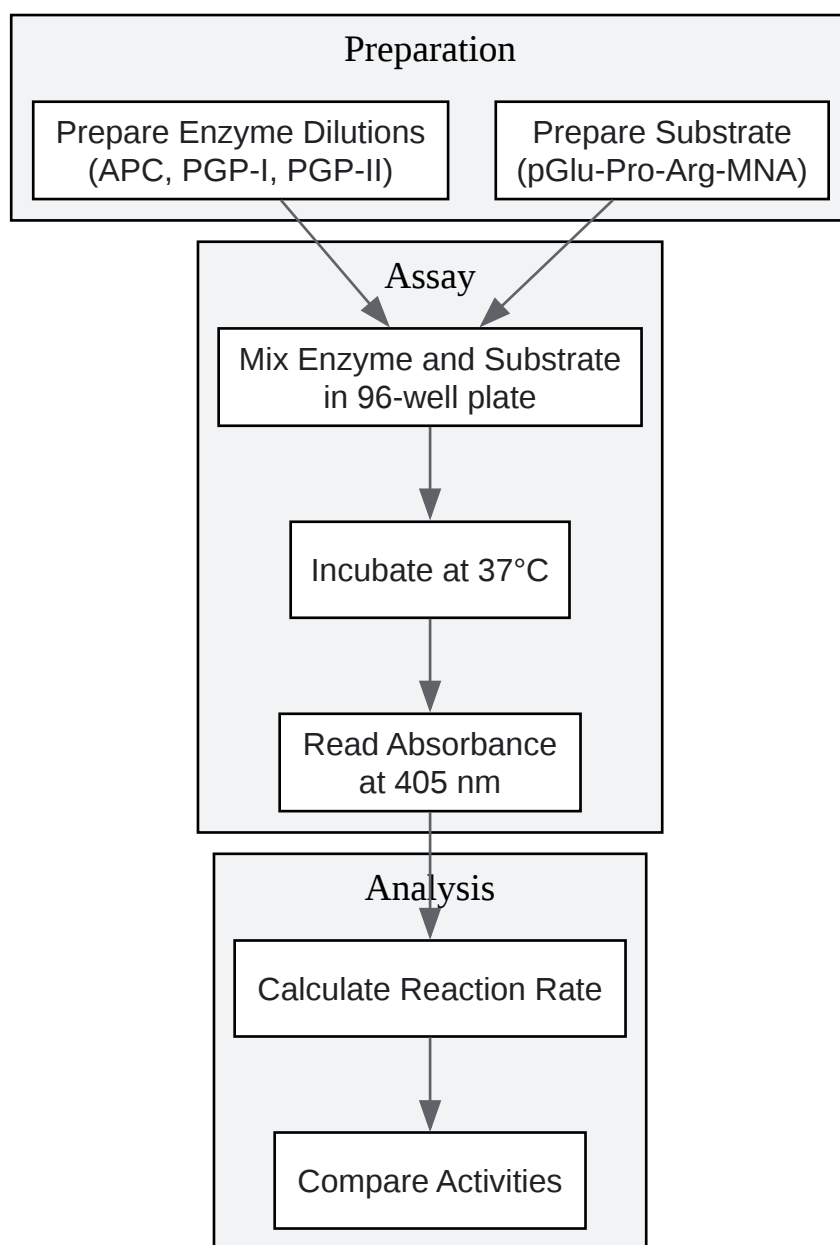 Preparation
Prepare Enzyme Dilutions
(APC, PGP-I, PGP-II)
Prepare Substrate
(pGlu-Pro-Arg-MNA)
Assay
Mix Enzyme and Substrate
in 96-well plate
Incubate at 37°C
Read Absorbance
at 405 nm
Analysis
Calculate Reaction Rate
Compare Activities